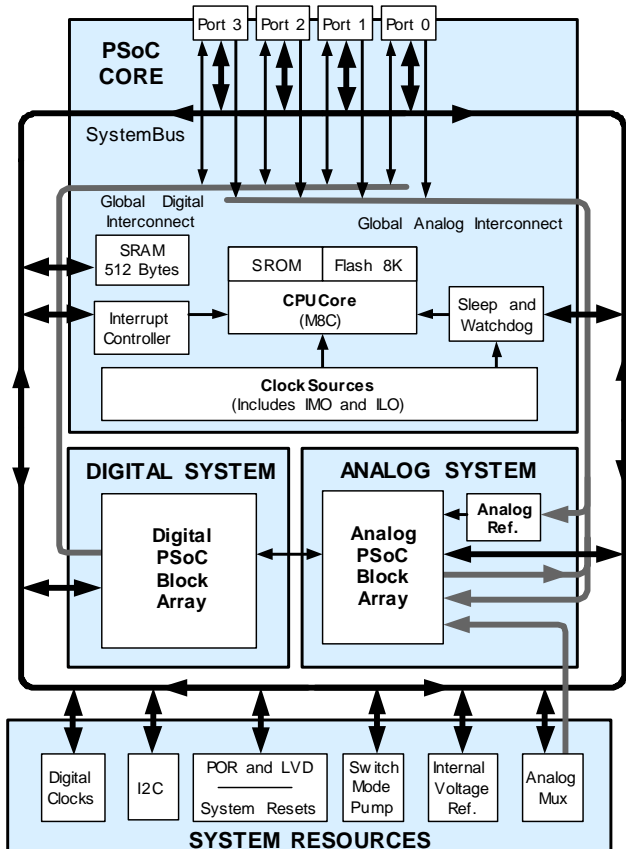 Port 3 Port 2 Port 1 Port 0
PSoC
CORE
SystemBus
Global Digital
Interconnect
Global Analog Interconnect
SRAM
512 Bytes
SROM Flash 8K
CPU Core
(M8C)
Interrupt
Controller
Sleep and
Watchdog
Clock Sources
(Includes IMO and ILO)
DIGITAL SYSTEM
Digital
PSoC
Block
Array
ANALOG SYSTEM
Analog
PSoC
Block
Array
Analog
Ref.
Digital
Clocks
I2C
POR and LVD
System Resets
Switch
Mode
Pump
Internal
Voltage
Ref.
Analog
Mux
SYSTEM RESOURCES